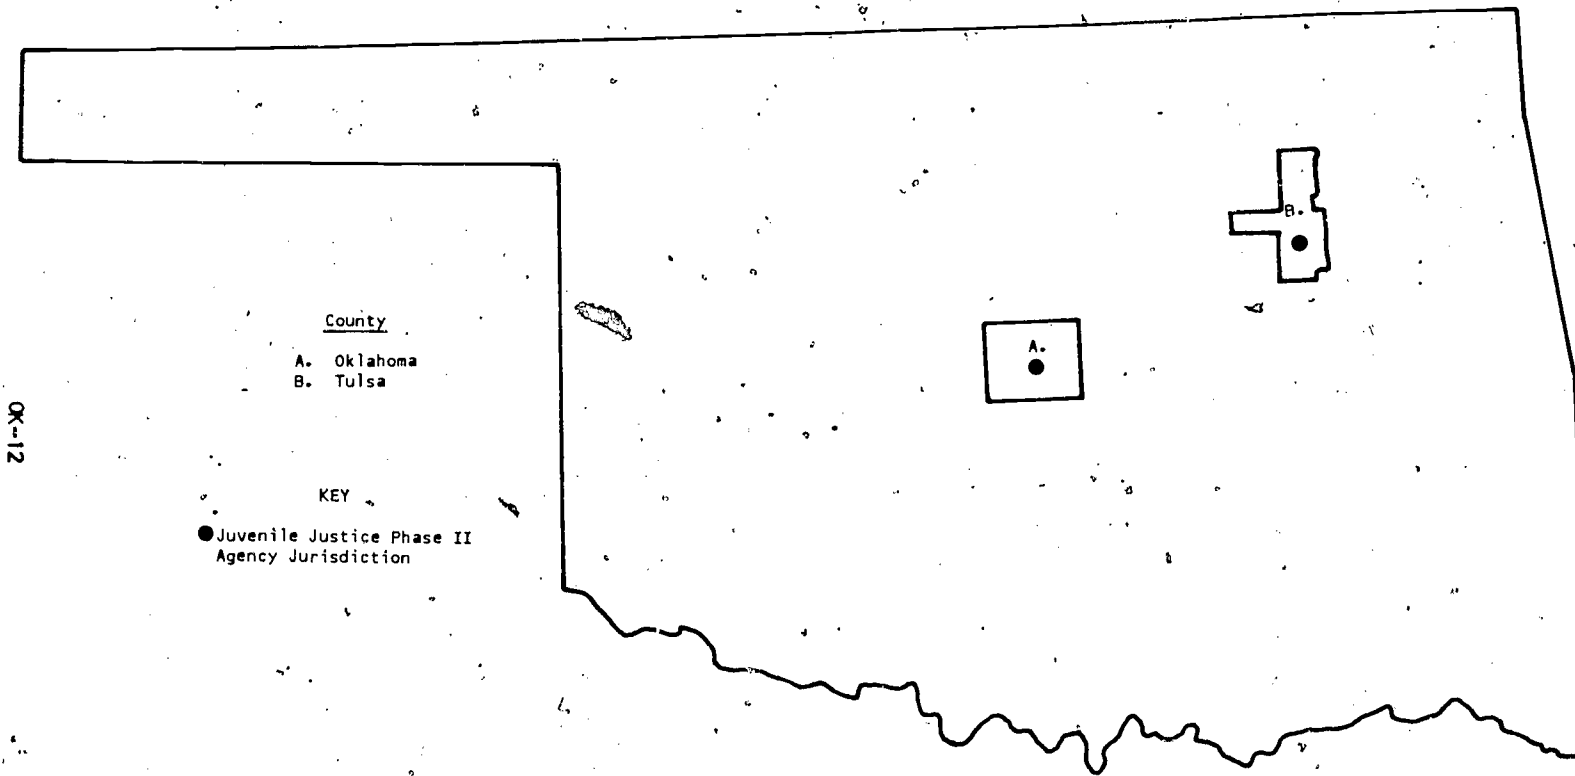 County
A. Oklahoma
B. Tulsa
KEY
Juvenile Justice Phase II
Agency Jurisdiction
OK-12
B.
A.